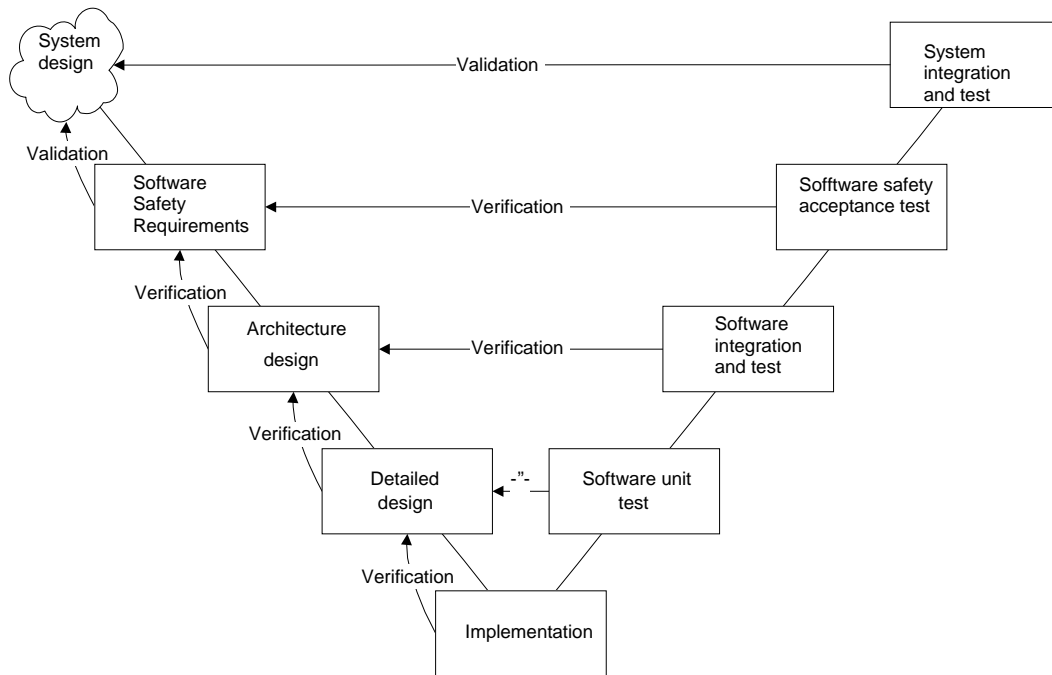 System
design
Validation
System
integration
and test
Validation
Software
Safety
Requirements
Verification
Sofftware safety
acceptance test
Verification
Architecture
design
Verification
Software
integration
and test
Verification
Detailed
design
-”-
Software unit
test
Verification
Implementation